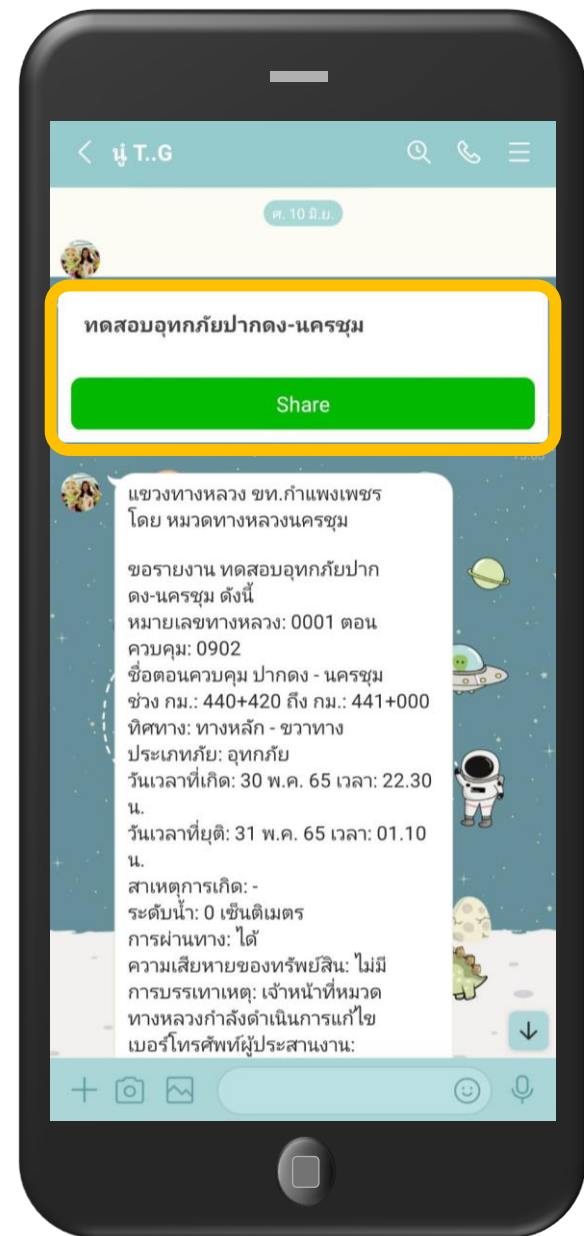 นู๋ T..G
ศ. 10 มิ.ย.
ทดสอบอุทกภัยปากดง-นครชุม
Share
แขวงทางหลวง ขท.กำแพงเพชร
โดย หมวดทางหลวงนครชุม
ขอรายงาน ทดสอบอุทกภัยปาก
ดง-นครชุม ดังนี้
หมายเลขทางหลวง: 0001 ตอน
ควบคุม: 0902
ชื่อตอนควบคุม ปากดง - นครชุม
ช่วง กม.: 440+420 ถึง กม.: 441+000
ทิศทาง: ทางหลัก - ขวาทาง
ประเภทภัย: อุทกภัย
วันเวลาที่เกิด: 30 พ.ค. 65 เวลา: 22.30
น.
วันเวลาที่ยุติ: 31 พ.ค. 65 เวลา: 01.10
น.
สาเหตุการเกิด: -
ระดับน้ำ: 0 เซ็นติเมตร
การผ่านทาง: ได้
ความเสียหายของทรัพย์สิน: ไม่มี
การบรรเทาเหตุ: เจ้าหน้าที่หมวด
ทางหลวงกำลังดำเนินการแก้ไข
เบอร์โทรศัพท์ผู้ประสานงาน: